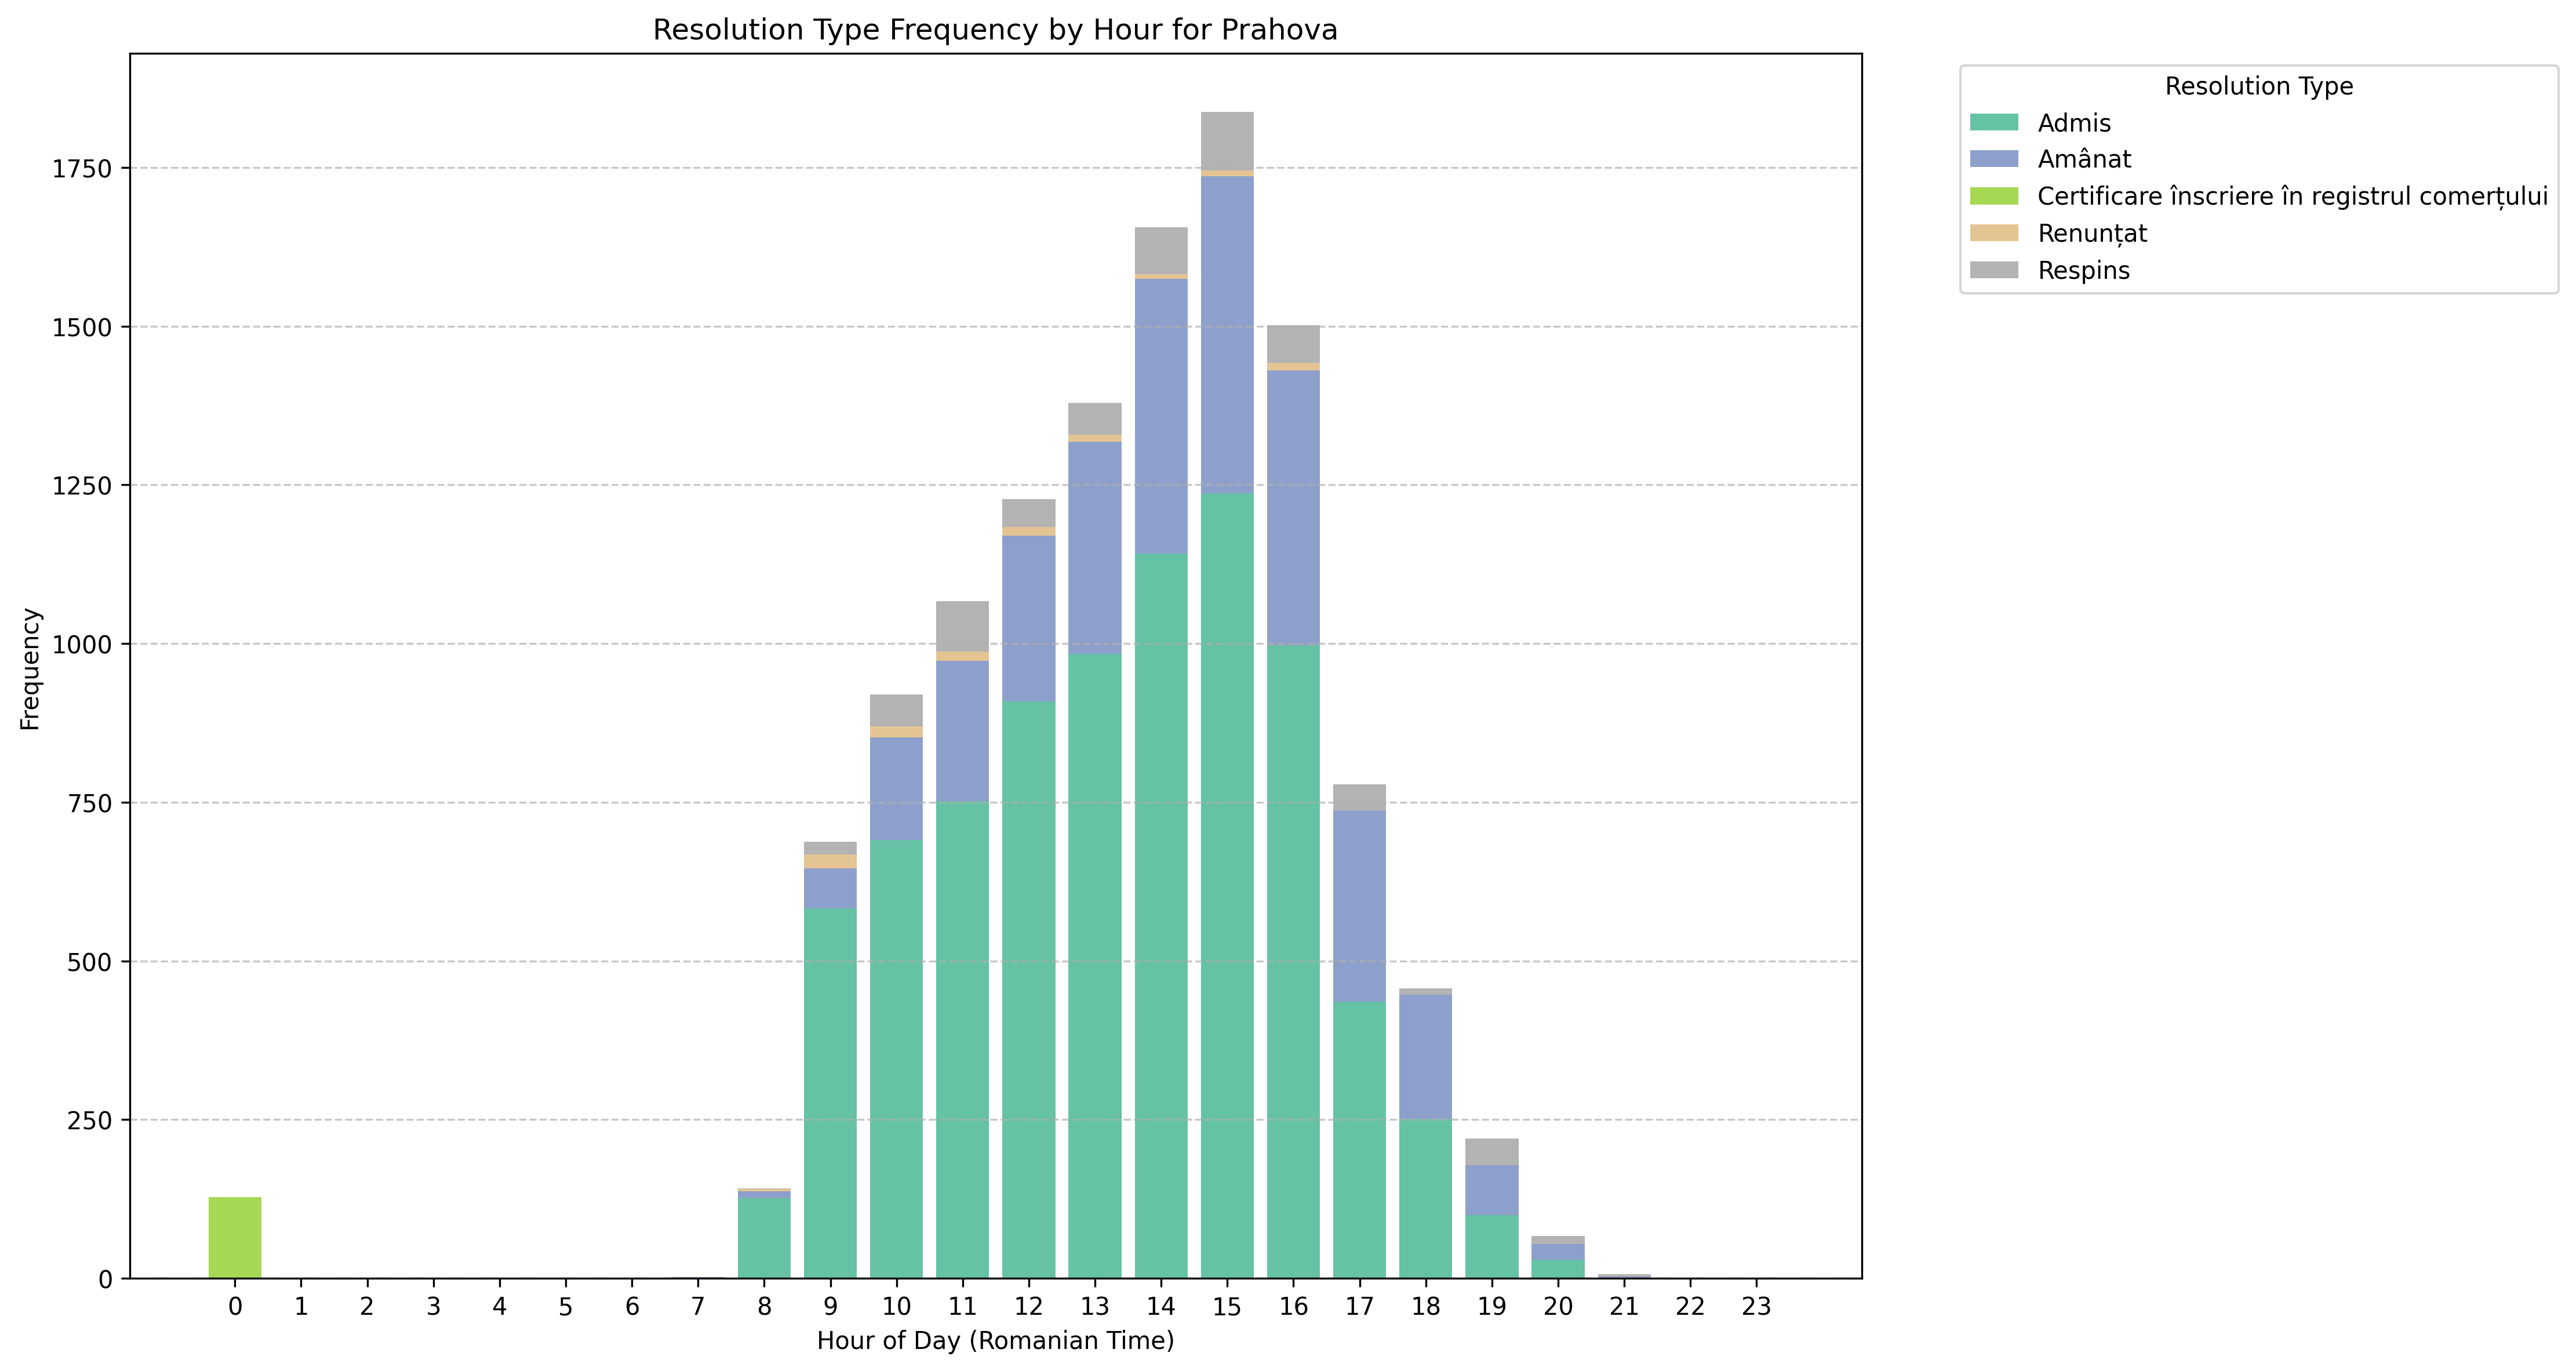 Resolution Type Frequency by Hour for Prahova
Resolution Type
Admis
Amânat
Certificare înscriere în registrul comerțului
Renunțat
Respins
Frequency
1750
1500
1250
1000
750
500
250
0
0 1 2 3 4 5 6 7 8 9 10 11 12 13 14 15 16 17 18 19 20 21 22 23
Hour of Day (Romanian Time)